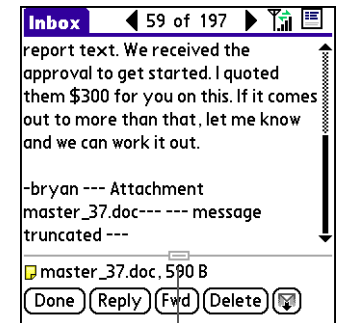 Inbox 59 of 197
report text. We received the
approval to get started. I quoted
them $300 for you on this. If it comes
out to more than that, let me know
and we can work it out.
-bryan --- Attachment
master_37.doc--- --- message
truncated ---
master_37.doc, 590 B
Done Reply Fwd Delete